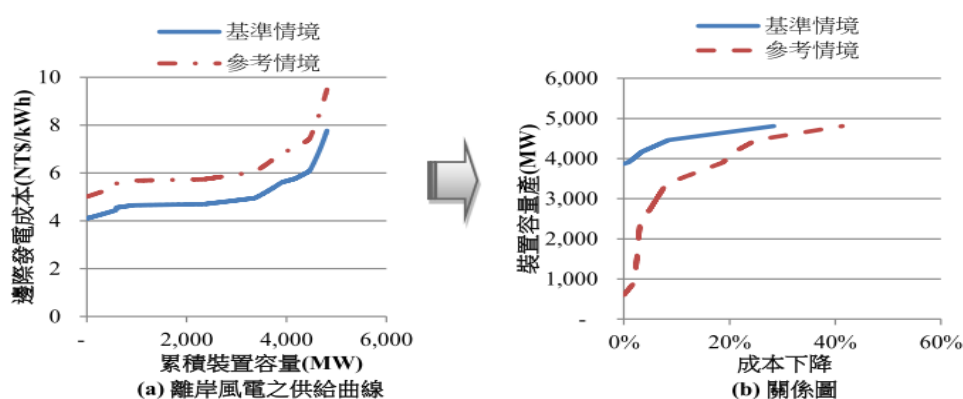 基準情境
參考情境
邊際發電成本(NT$/kWh)
10
8
6
4
2
0
-
2,000
4,000
6,000
累積裝置容量(MW)
(a) 離岸風電之供給曲線
基準情境
參考情境
裝置容量產(MW)
6,000
5,000
4,000
3,000
2,000
1,000
-
0%
20%
40%
60%
成本下降
(b) 關係圖